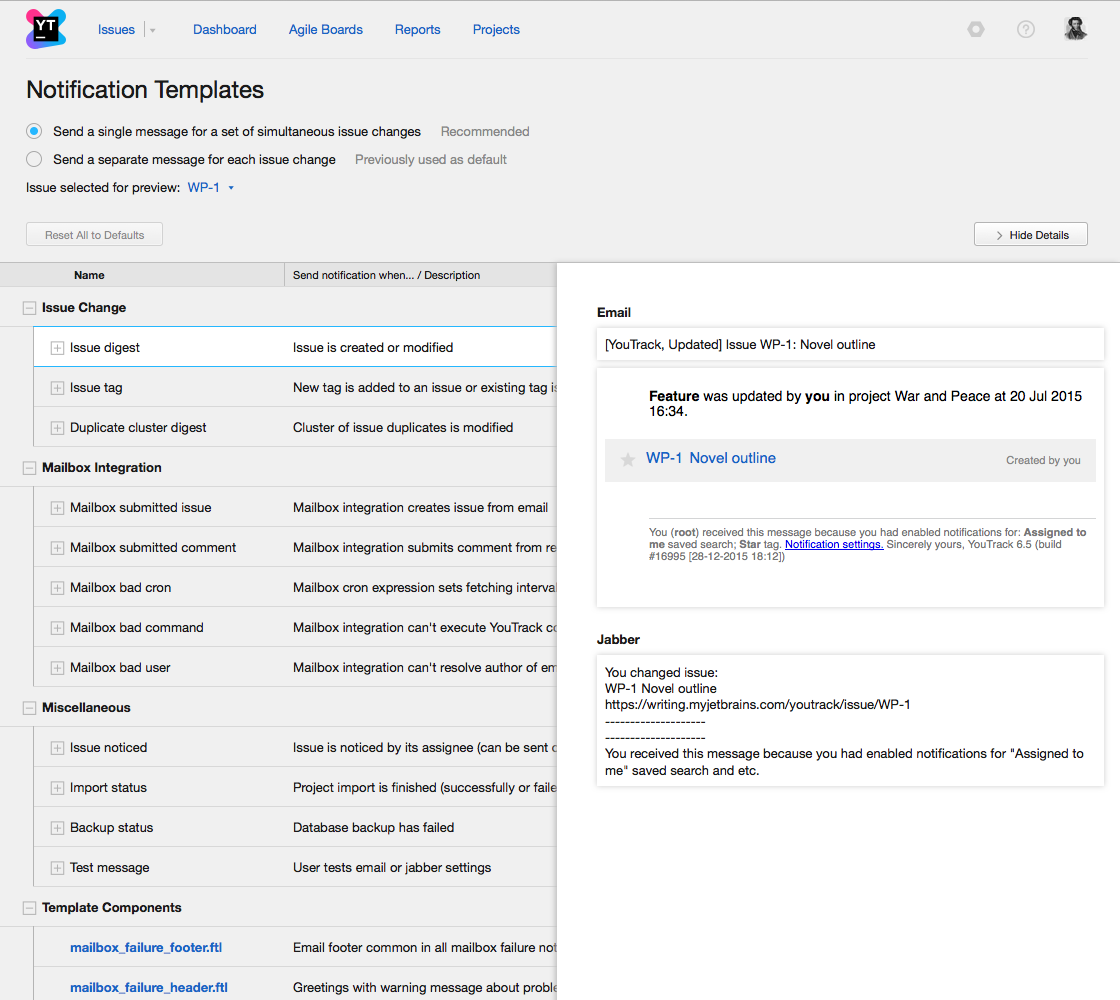 YT
Issues
Dashboard
Agile Boards
Reports
Projects
?
Notification Templates
Send a single message for a set of simultaneous issue changes Recommended
Send a separate message for each issue change Previously used as default
Issue selected for preview: WP-1
Reset All to Defaults
Hide Details
Name
Send notification when... / Description
Issue Change
Issue digest
Issue is created or modified
Issue tag
New tag is added to an issue or existing tag is
Duplicate cluster digest
Cluster of issue duplicates is modified
Mailbox Integration
Mailbox submitted issue
Mailbox integration creates issue from email
Mailbox submitted comment
Mailbox integration submits comment from re
Mailbox bad cron
Mailbox cron expression sets fetching interva
Mailbox bad command
Mailbox integration can't execute YouTrack co
Mailbox bad user
Mailbox integration can't resolve author of em
Miscellaneous
Issue noticed
Issue is noticed by its assignee (can be sent o
Import status
Project import is finished (successfully or faile
Backup status
Database backup has failed
Test message
User tests email or jabber settings
Template Components
mailbox_failure_footer.ftl
Email footer common in all mailbox failure not
mailbox_failure_header.ftl
Greetings with warning message about proble
Email
[YouTrack, Updated] Issue WP-1: Novel outline
Feature was updated by you in project War and Peace at 20 Jul 2015
16:34.
WP-1 Novel outline
Created by you
You (root) received this message because you had enabled notifications for: Assigned to
me saved search; Star tag. Notification settings. Sincerely yours, YouTrack 6.5 (build
#16995 [28-12-2015 18:12])
Jabber
You changed issue:
WP-1 Novel outline
https://writing.myjetbrains.com/youtrack/issue/WP-1
--------------------
--------------------
You received this message because you had enabled notifications for "Assigned to
me" saved search and etc.